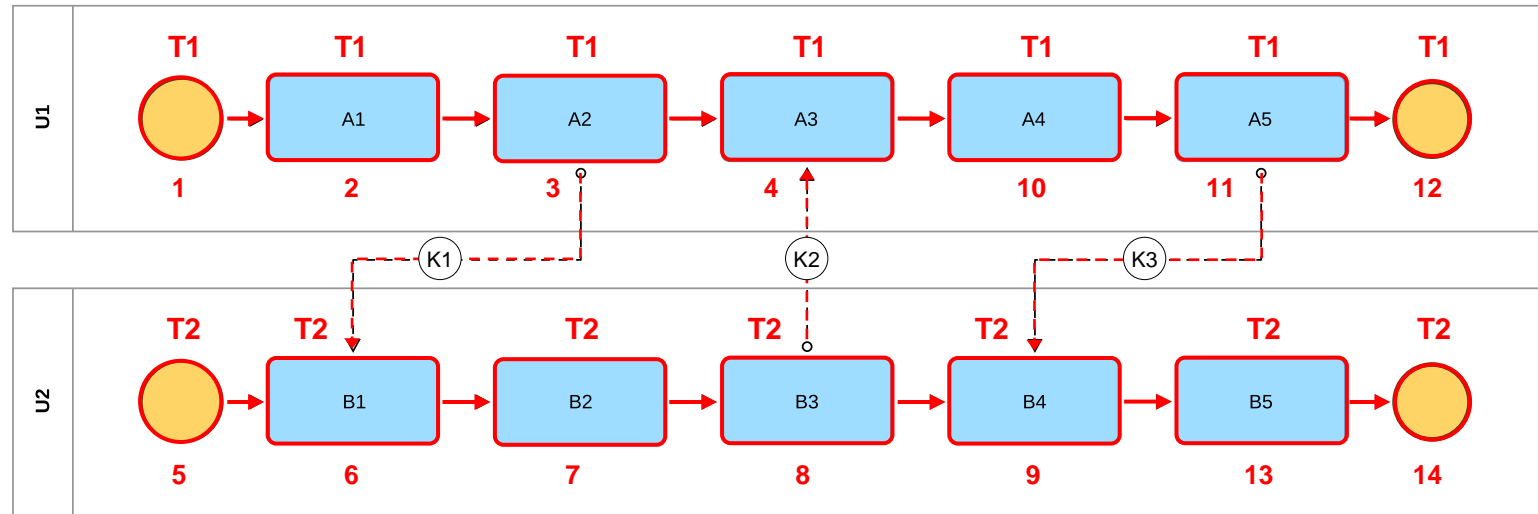 T1 T1 T1 T1 T1 T1 T1
U1
A1 A2 A3 A4 A5
1 2 3 4 10 11 12
K1 K2 K3
T2 T2 T2 T2 T2 T2 T2
U2
B1 B2 B3 B4 B5
5 6 7 8 9 13 14